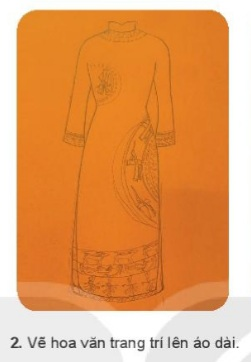 2. Vẽ hoa văn trang trí lên áo dài.